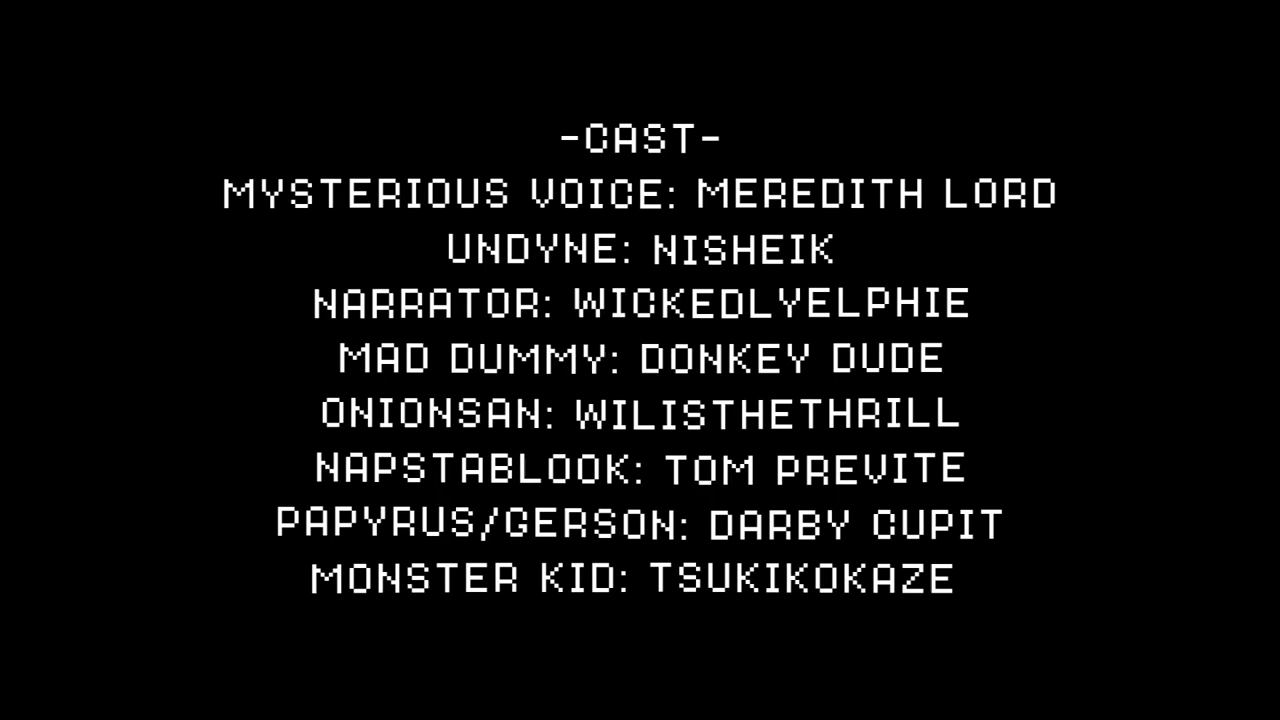 -CAST-
MYSTERIOUS VOICE: MEREDITH LORD
UNDYNE: NISHEIK
NARRATOR: WICKEDLYELPHIE
MAD DUMMY: DONKEY DUDE
ONIONSAN: WILISTHETHRILL
NAPSTABLOOK: TOM PREVITE
PAPYRUS/GERSON: DARBY CUPIT
MONSTER KID: TSUKIKOKAZE